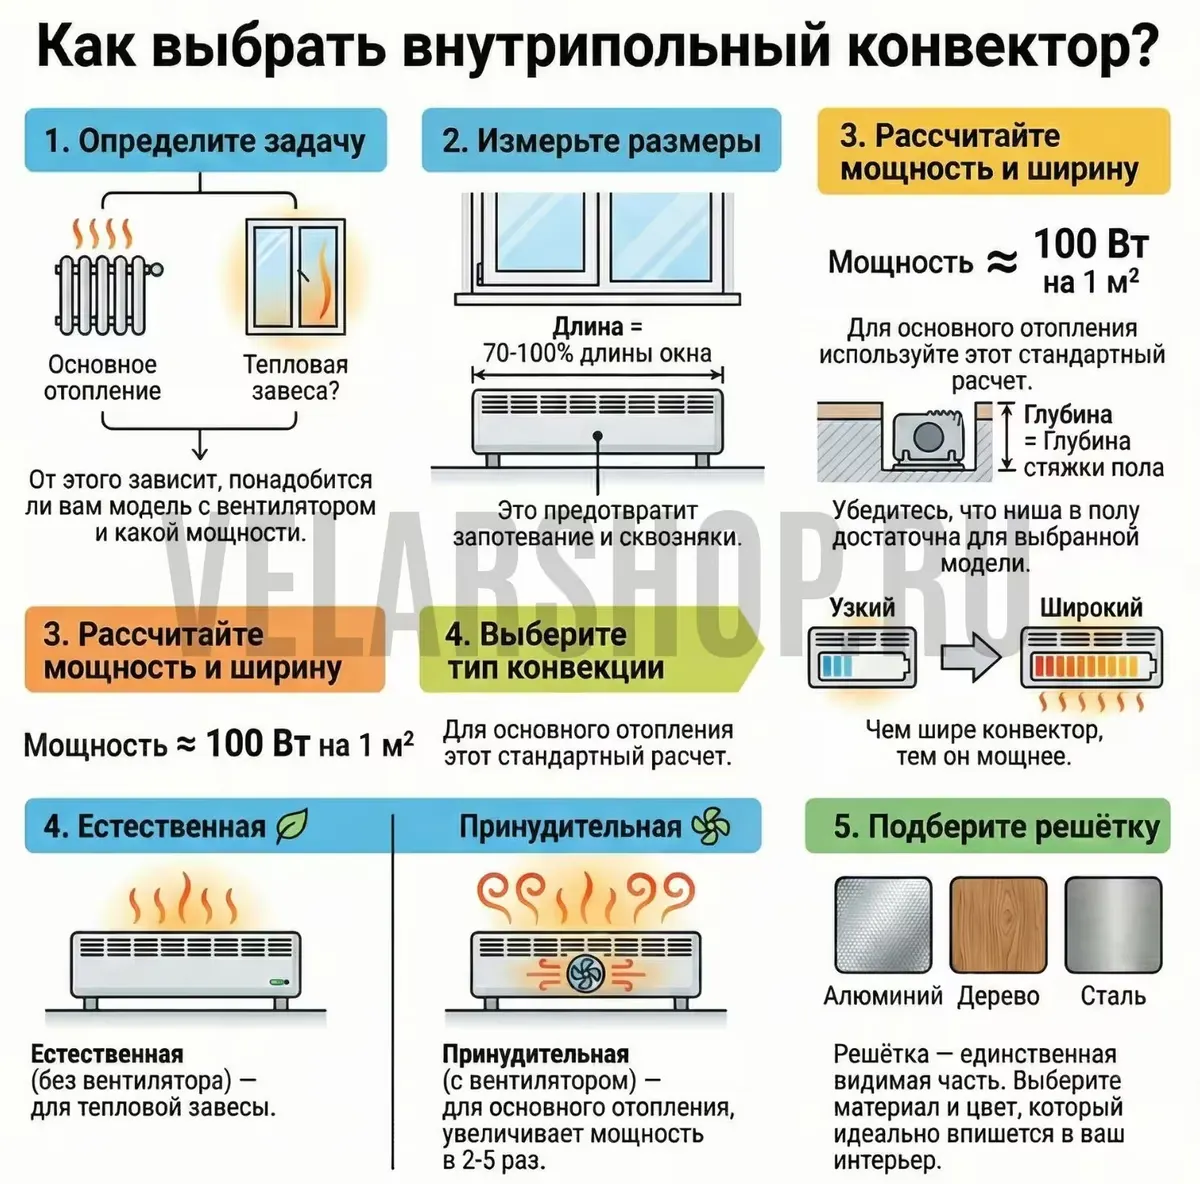 Как выбрать внутрипольный конвектор?
1. Определите задачу
Основное
отопление
Тепловая
завеса?
От этого зависит, понадобится
ли вам модель с вентилятором
и какой мощности.
2. Измерьте размеры
Длина =
70-100% длины окна
Это предотвратит
запотевание и сквозняки.
3. Рассчитайте
мощность и ширину
Мощность ≈ 100 Вт
на 1 м²
Для основного отопления
используйте этот стандартный
расчет.
Глубина
= Глубина
стяжки пола
Убедитесь, что ниша в полу
достаточна для выбранной
модели.
Узкий
Широкий
Чем шире конвектор,
тем он мощнее.
VELARSHOP.RU
3. Рассчитайте
мощность и ширину
Мощность ≈ 100 Вт на 1 м²
4. Выберите
тип конвекции
Для основного отопления
этот стандартный расчет.
4. Естественная
Принудительная
Естественная
(без вентилятора) —
для тепловой завесы.
Принудительная
(с вентилятором) —
для основного отопления,
увеличивает мощность
в 2-5 раз.
5. Подберите решётку
Алюминий
Дерево
Сталь
Решётка — единственная
видимая часть. Выберите
материал и цвет, который
идеально впишется в ваш
интерьер.